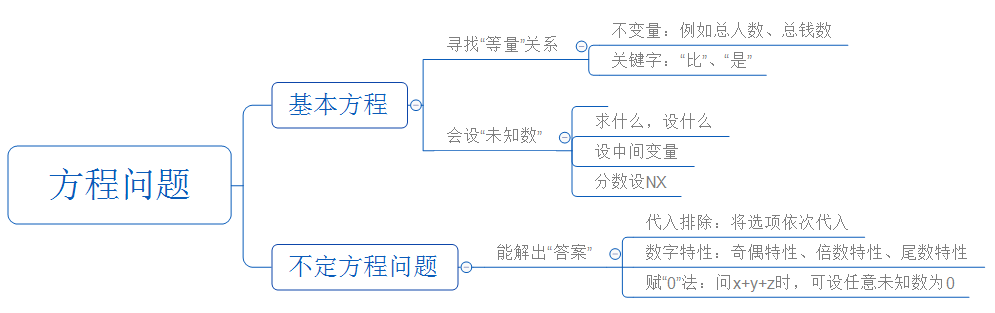 方程问题
基本方程
寻找“等量”关系
不变量：例如总人数、总钱数
关键字：“比”、“是”
会设“未知数”
求什么，设什么
设中间变量
分数设NX
不定方程问题
能解出“答案”
代入排除：将选项依次代入
数字特性：奇偶特性、倍数特性、尾数特性
赋“0”法：问x+y+z时，可设任意未知数为0